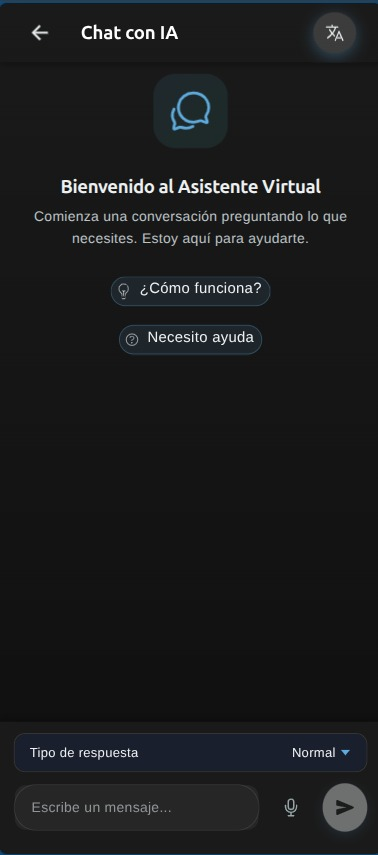 Chat con IA
Bienvenido al Asistente Virtual
Comienza una conversación preguntando lo que
necesites. Estoy aquí para ayudarte.
¿Cómo funciona?
Necesito ayuda
Tipo de respuesta Normal
Escribe un mensaje...